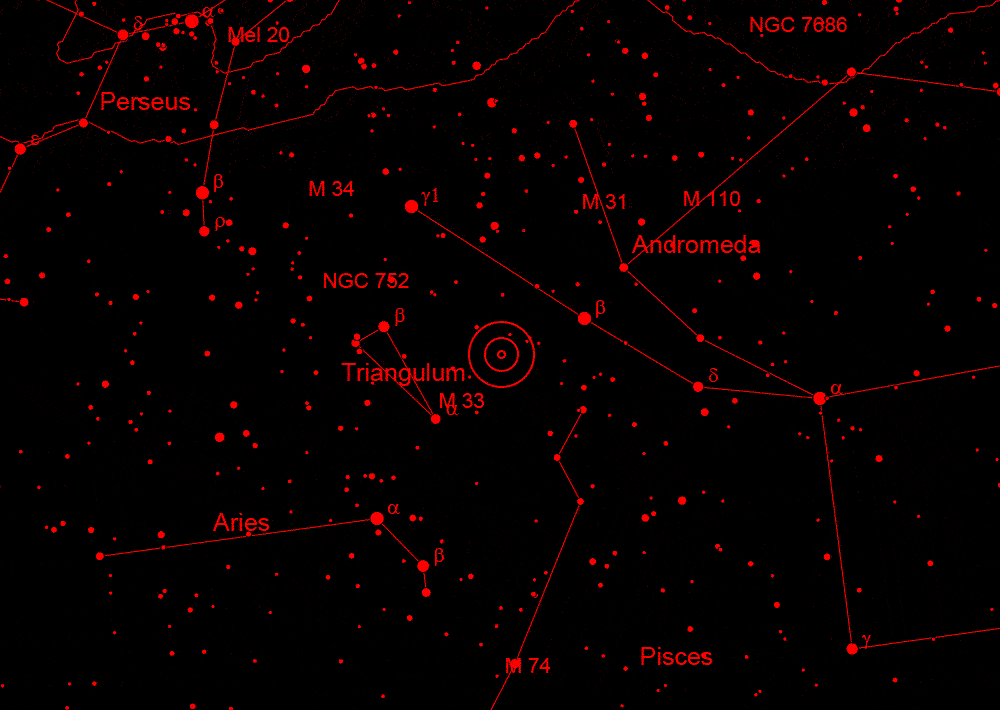 δ
α
Mel 20
NGC 7686
Perseus
ε
β
M 34
γ1
M 31
M 110
ρ
Andromeda
NGC 752
β
β
Triangulum
δ
α
M 33
α
Aries
α
β
γ
Pisces
M 74